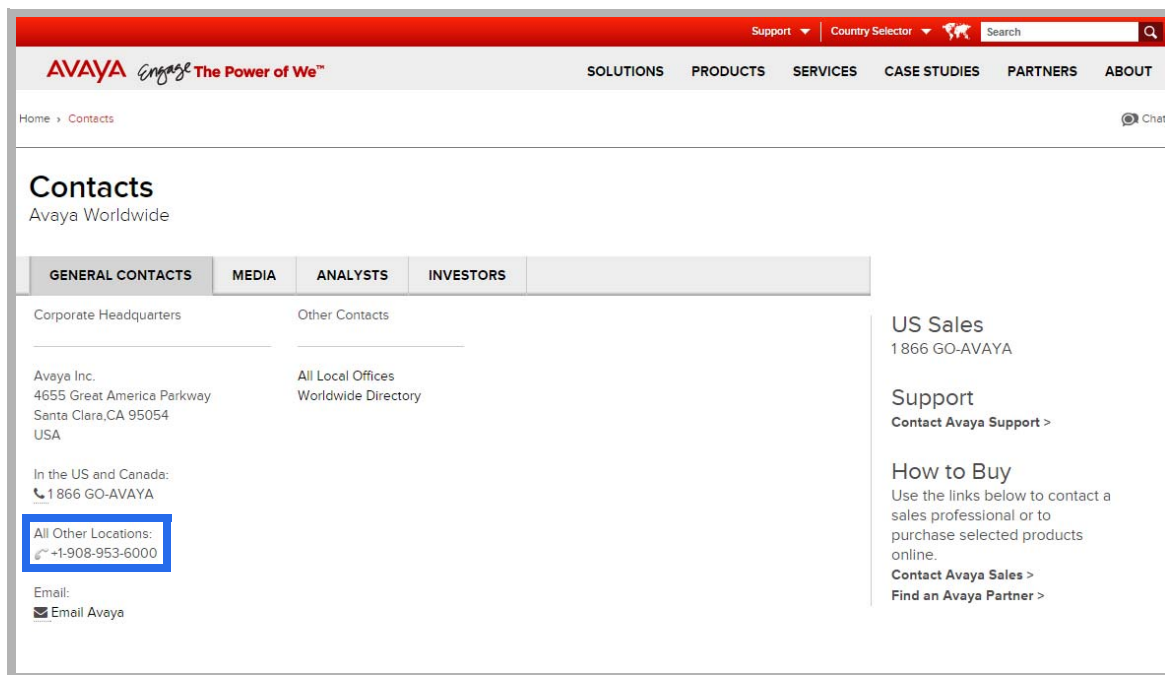 Support Country Selector Search
AVAYA Engage The Power of We™
SOLUTIONS PRODUCTS SERVICES CASE STUDIES PARTNERS ABOUT
Home › Contacts
Chat
Contacts
Avaya Worldwide
GENERAL CONTACTS MEDIA ANALYSTS INVESTORS
Corporate Headquarters
Avaya Inc.
4655 Great America Parkway
Santa Clara,CA 95054
USA
In the US and Canada:
1 866 GO-AVAYA
All Other Locations:
+1-908-953-6000
Email:
Email Avaya
Other Contacts
All Local Offices
Worldwide Directory
US Sales
1 866 GO-AVAYA
Support
Contact Avaya Support >
How to Buy
Use the links below to contact a
sales professional or to
purchase selected products
online.
Contact Avaya Sales >
Find an Avaya Partner >